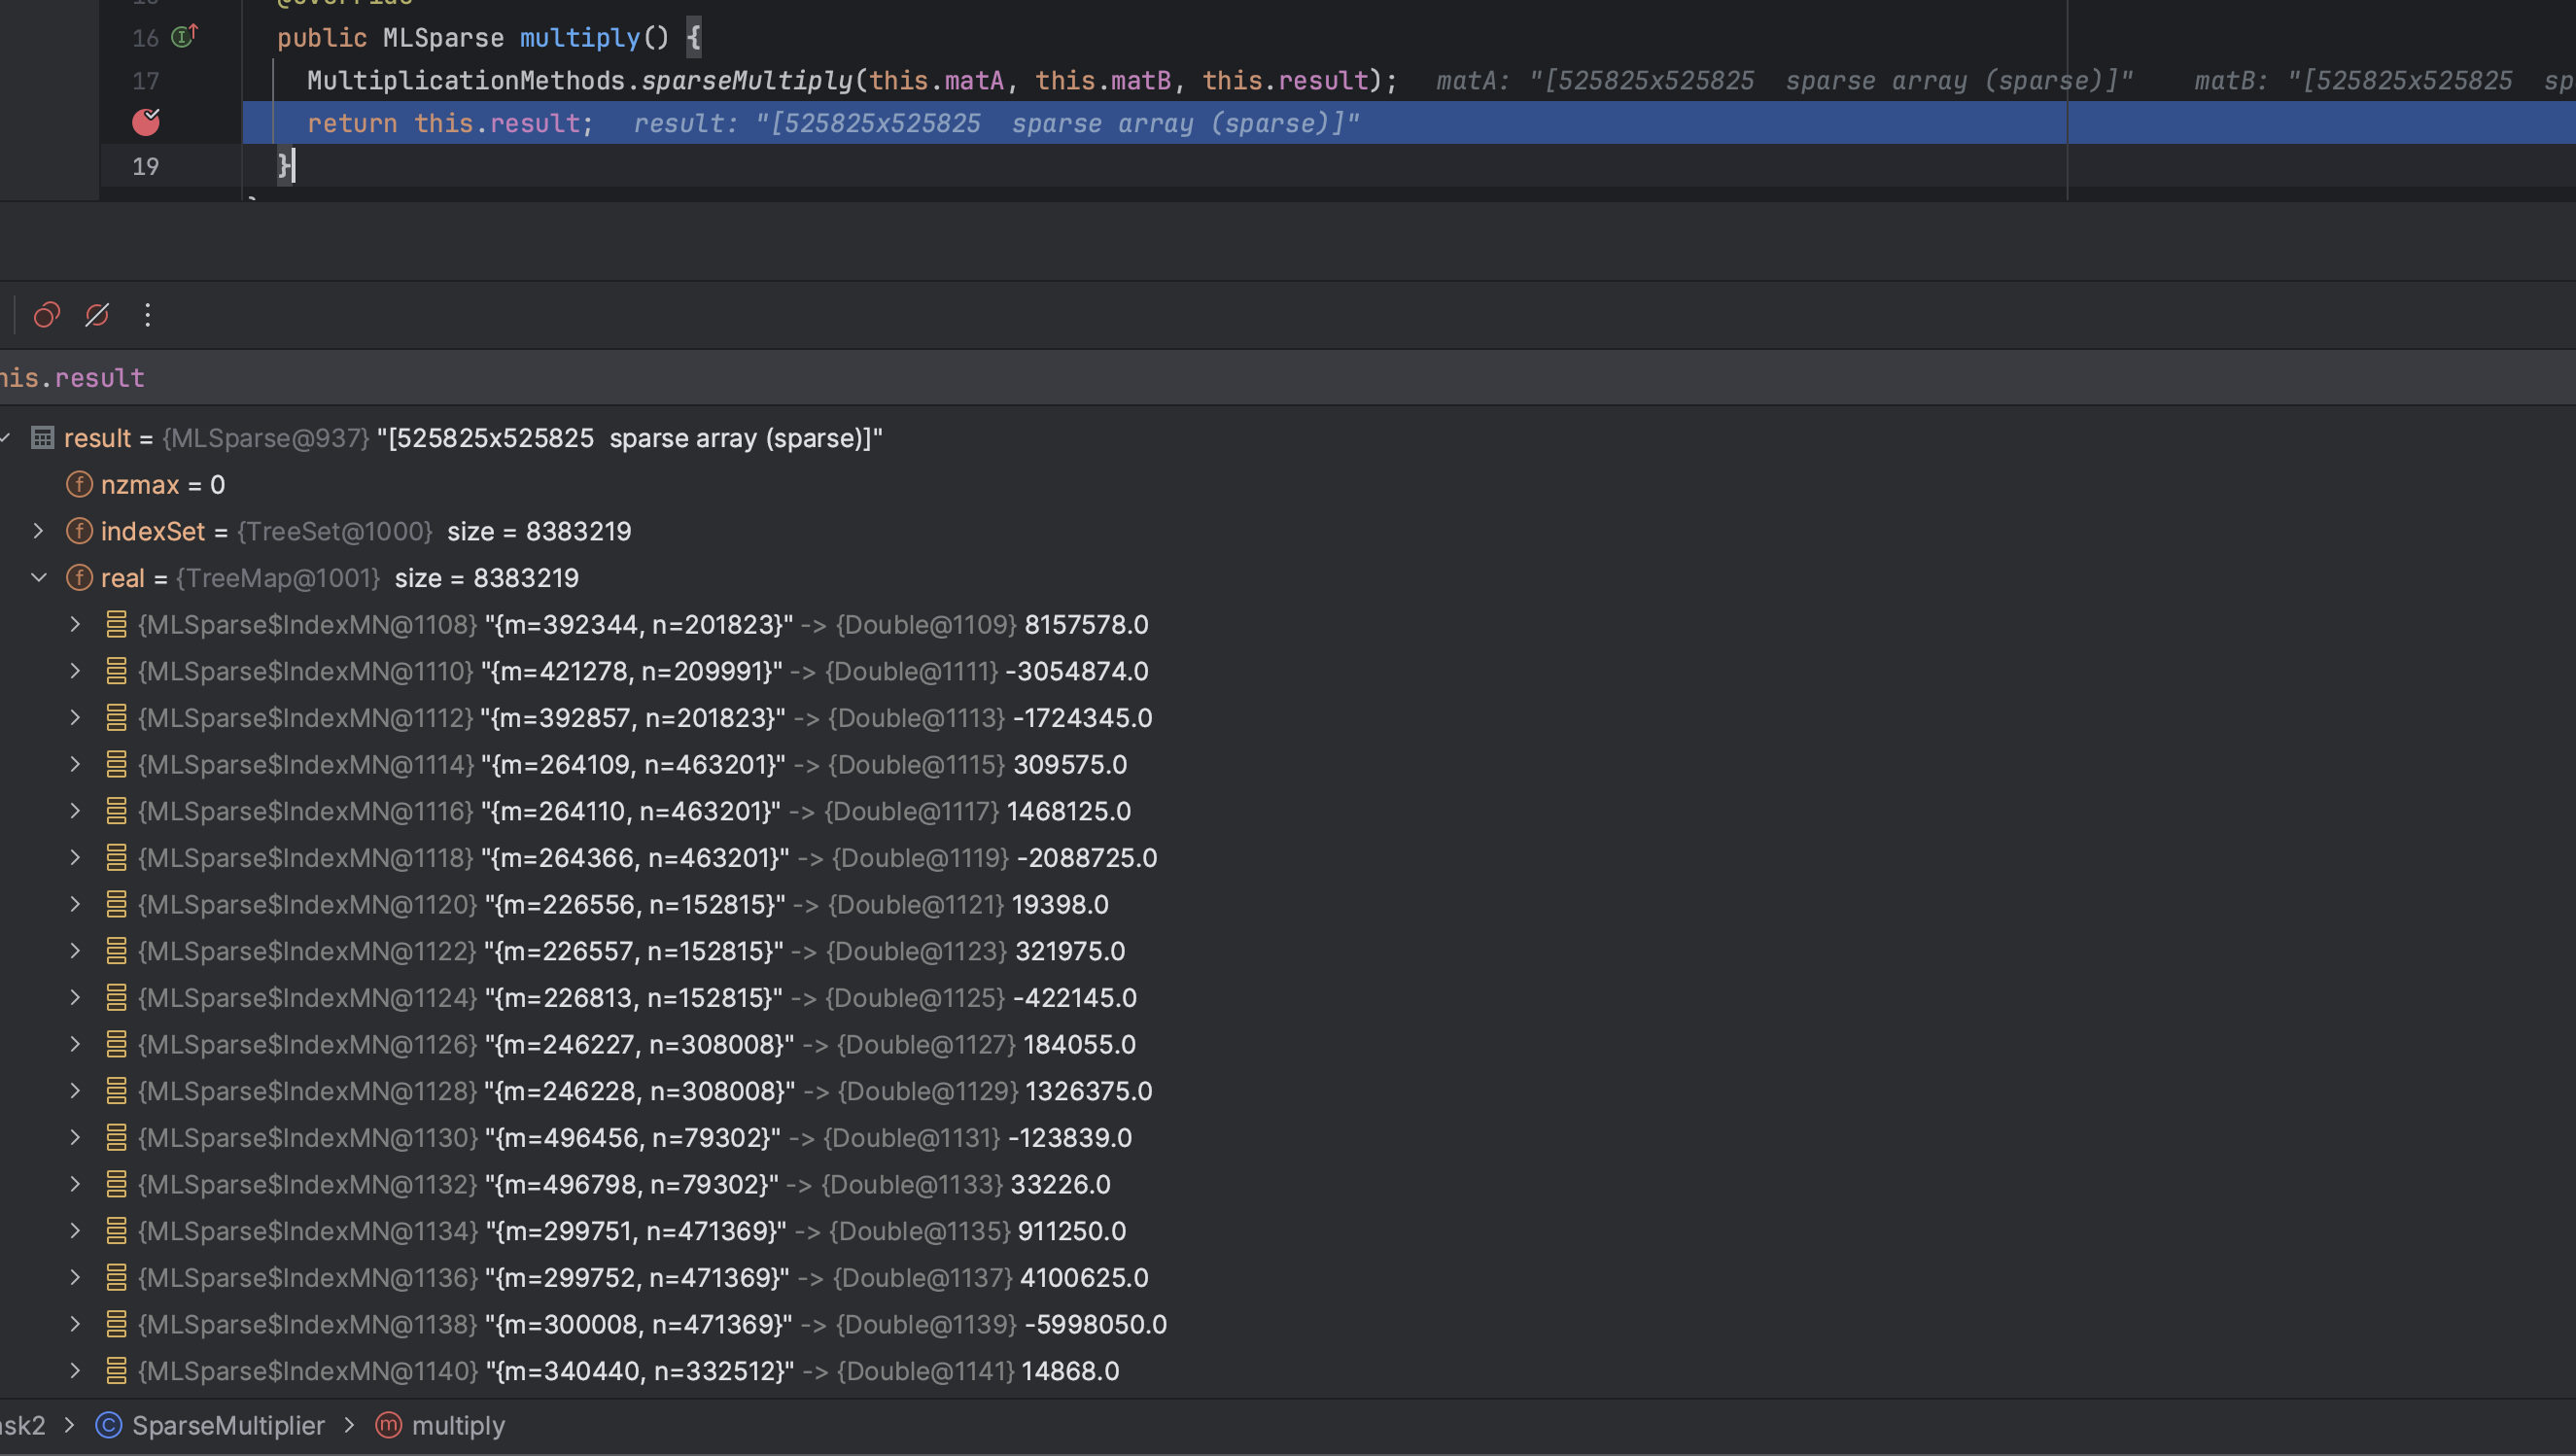 16 public MLSparse multiply() {
17 MultiplicationMethods.sparseMultiply(this.matA, this.matB, this.result); matA: "[525825x525825  sparse array (sparse)]" matB: "[525825x525825 sp
return this.result; result: "[525825x525825  sparse array (sparse)]"
19 }
his.result
result = {MLSparse@937} "[525825x525825  sparse array (sparse)]"
nzmax = 0
indexSet = {TreeSet@1000} size = 8383219
real = {TreeMap@1001} size = 8383219
{MLSparse$IndexMN@1108} "{m=392344, n=201823}" -> {Double@1109} 8157578.0
{MLSparse$IndexMN@1110} "{m=421278, n=209991}" -> {Double@1111} -3054874.0
{MLSparse$IndexMN@1112} "{m=392857, n=201823}" -> {Double@1113} -1724345.0
{MLSparse$IndexMN@1114} "{m=264109, n=463201}" -> {Double@1115} 309575.0
{MLSparse$IndexMN@1116} "{m=264110, n=463201}" -> {Double@1117} 1468125.0
{MLSparse$IndexMN@1118} "{m=264366, n=463201}" -> {Double@1119} -2088725.0
{MLSparse$IndexMN@1120} "{m=226556, n=152815}" -> {Double@1121} 19398.0
{MLSparse$IndexMN@1122} "{m=226557, n=152815}" -> {Double@1123} 321975.0
{MLSparse$IndexMN@1124} "{m=226813, n=152815}" -> {Double@1125} -422145.0
{MLSparse$IndexMN@1126} "{m=246227, n=308008}" -> {Double@1127} 184055.0
{MLSparse$IndexMN@1128} "{m=246228, n=308008}" -> {Double@1129} 1326375.0
{MLSparse$IndexMN@1130} "{m=496456, n=79302}" -> {Double@1131} -123839.0
{MLSparse$IndexMN@1132} "{m=496798, n=79302}" -> {Double@1133} 33226.0
{MLSparse$IndexMN@1134} "{m=299751, n=471369}" -> {Double@1135} 911250.0
{MLSparse$IndexMN@1136} "{m=299752, n=471369}" -> {Double@1137} 4100625.0
{MLSparse$IndexMN@1138} "{m=300008, n=471369}" -> {Double@1139} -5998050.0
{MLSparse$IndexMN@1140} "{m=340440, n=332512}" -> {Double@1141} 14868.0
sk2 > SparseMultiplier > multiply